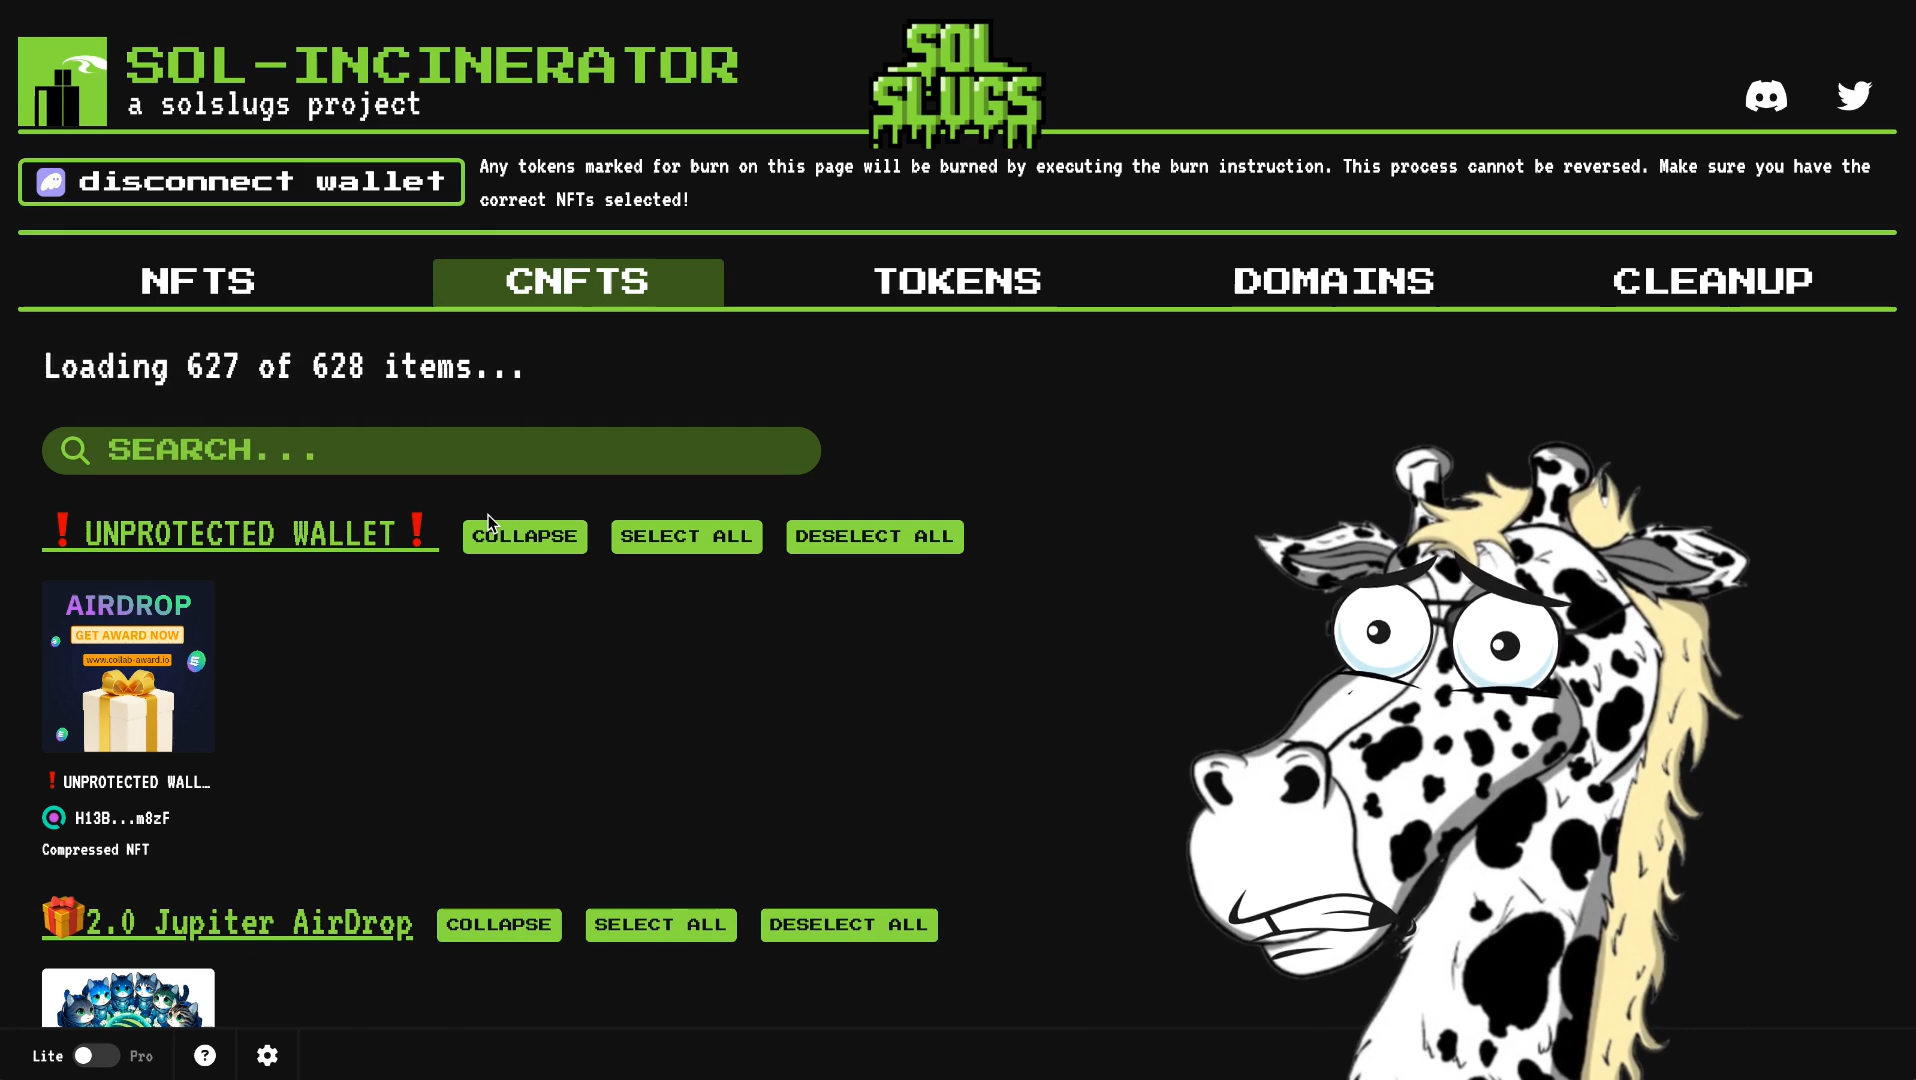 SOL-INCINERATOR
a solslugs project
SOL
SLUGS
disconnect wallet
Any tokens marked for burn on this page will be burned by executing the burn instruction. This process cannot be reversed. Make sure you have the
correct NFTs selected!
NFTS
CNFTS
TOKENS
DOMAINS
CLEANUP
Loading 627 of 628 items...
SEARCH...
❗UNPROTECTED WALLET❗
COLLAPSE
SELECT ALL
DESELECT ALL
AIRDROP
GET AWARD NOW
www.collab-award.io
❗UNPROTECTED WALL…
H13B...m8zF
Compressed NFT
🎁2.0 Jupiter AirDrop
COLLAPSE
SELECT ALL
DESELECT ALL
Lite
Pro